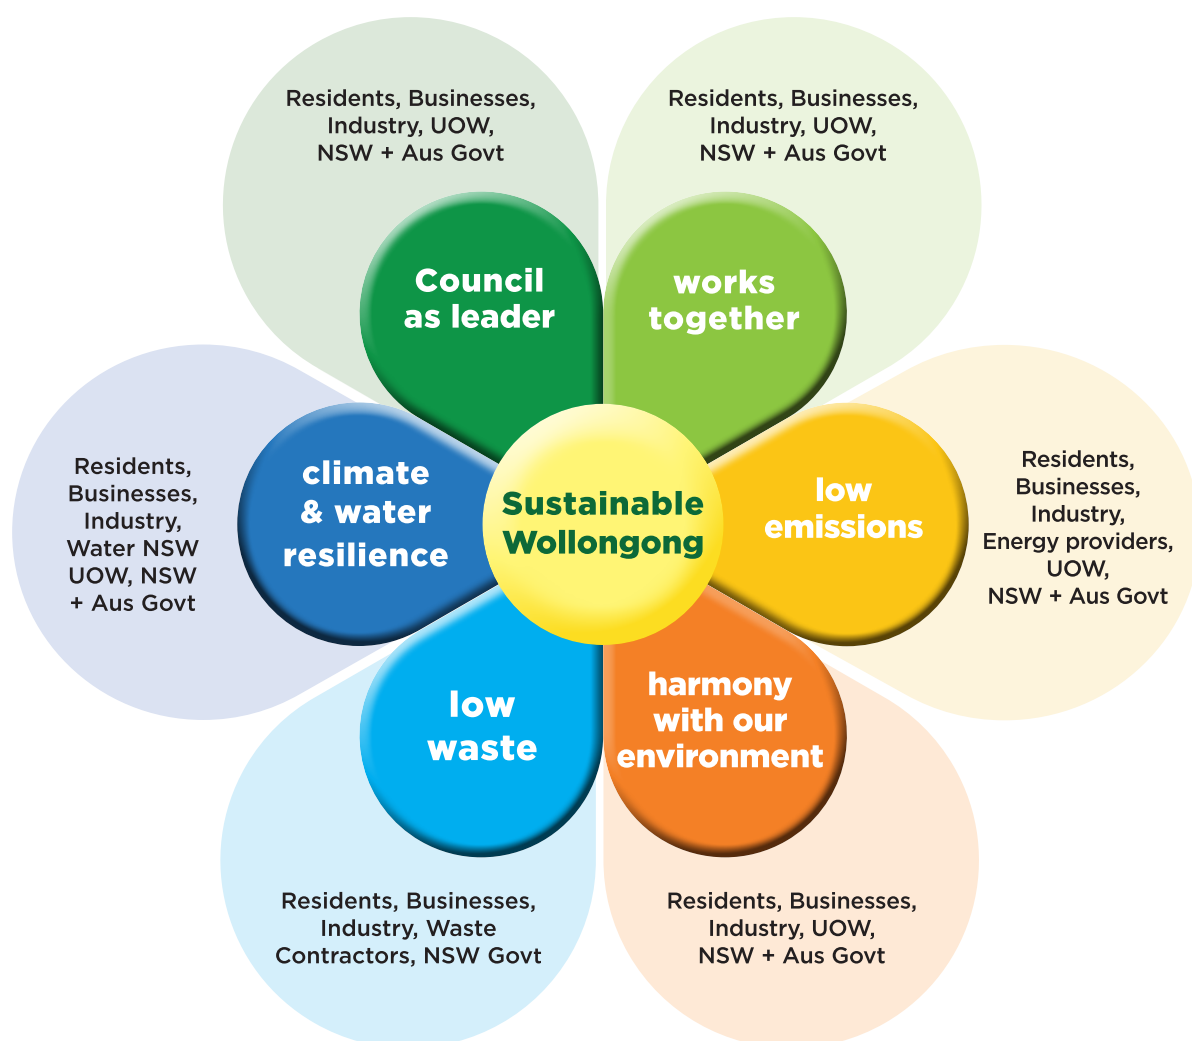 Residents, Businesses,
Industry, UOW,
NSW + Aus Govt
Residents, Businesses,
Industry, UOW,
NSW + Aus Govt
Council
as leader
works
together
Residents,
Businesses,
Industry,
Water NSW
UOW, NSW
+ Aus Govt
climate
& water
resilience
Sustainable
Wollongong
low
emissions
Residents,
Businesses,
Industry,
Energy providers,
UOW,
NSW + Aus Govt
low
waste
harmony
with our
environment
Residents, Businesses,
Industry, Waste
Contractors, NSW Govt
Residents, Businesses,
Industry, UOW,
NSW + Aus Govt